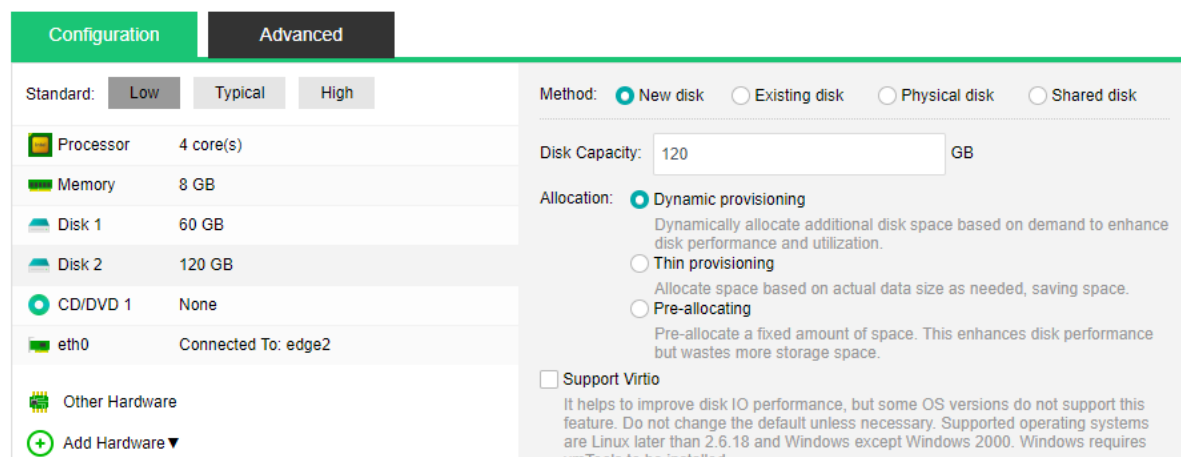 Configuration
Advanced
Standard: Low Typical High
Processor 4 core(s)
Memory 8 GB
Disk 1 60 GB
Disk 2 120 GB
CD/DVD 1 None
eth0 Connected To: edge2
Other Hardware
Add Hardware▼
Method: New disk Existing disk Physical disk Shared disk
Disk Capacity: 120 GB
Allocation: Dynamic provisioning
Dynamically allocate additional disk space based on demand to enhance
disk performance and utilization.
Thin provisioning
Allocate space based on actual data size as needed, saving space.
Pre-allocating
Pre-allocate a fixed amount of space. This enhances disk performance
but wastes more storage space.
Support Virtio
It helps to improve disk IO performance, but some OS versions do not support this
feature. Do not change the default unless necessary. Supported operating systems
are Linux later than 2.6.18 and Windows except Windows 2000. Windows requires